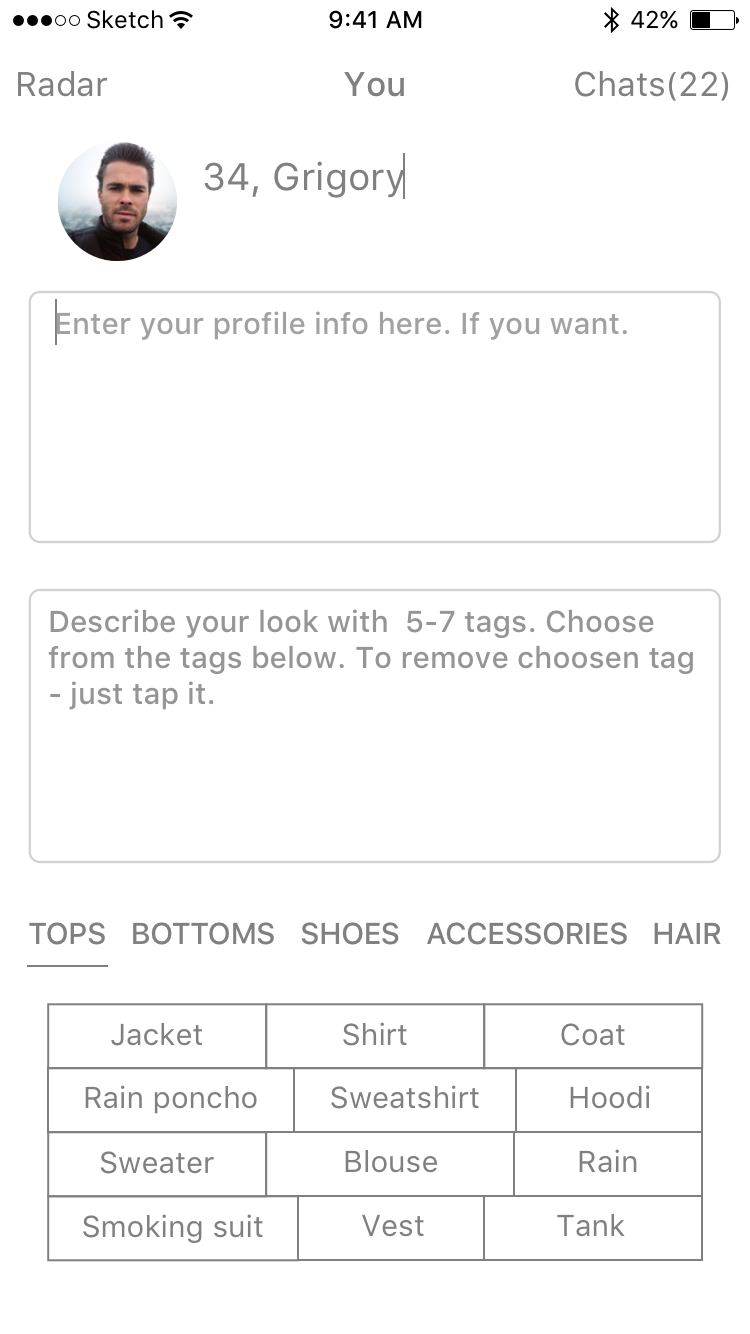 Sketch 9:41 AM 42%
Radar You Chats(22)
34, Grigory
Enter your profile info here. If you want.
Describe your look with 5-7 tags. Choose
from the tags below. To remove choosen tag
- just tap it.
TOPS BOTTOMS SHOES ACCESSORIES HAIR
Jacket Shirt Coat
Rain poncho Sweatshirt Hoodi
Sweater Blouse Rain
Smoking suit Vest Tank